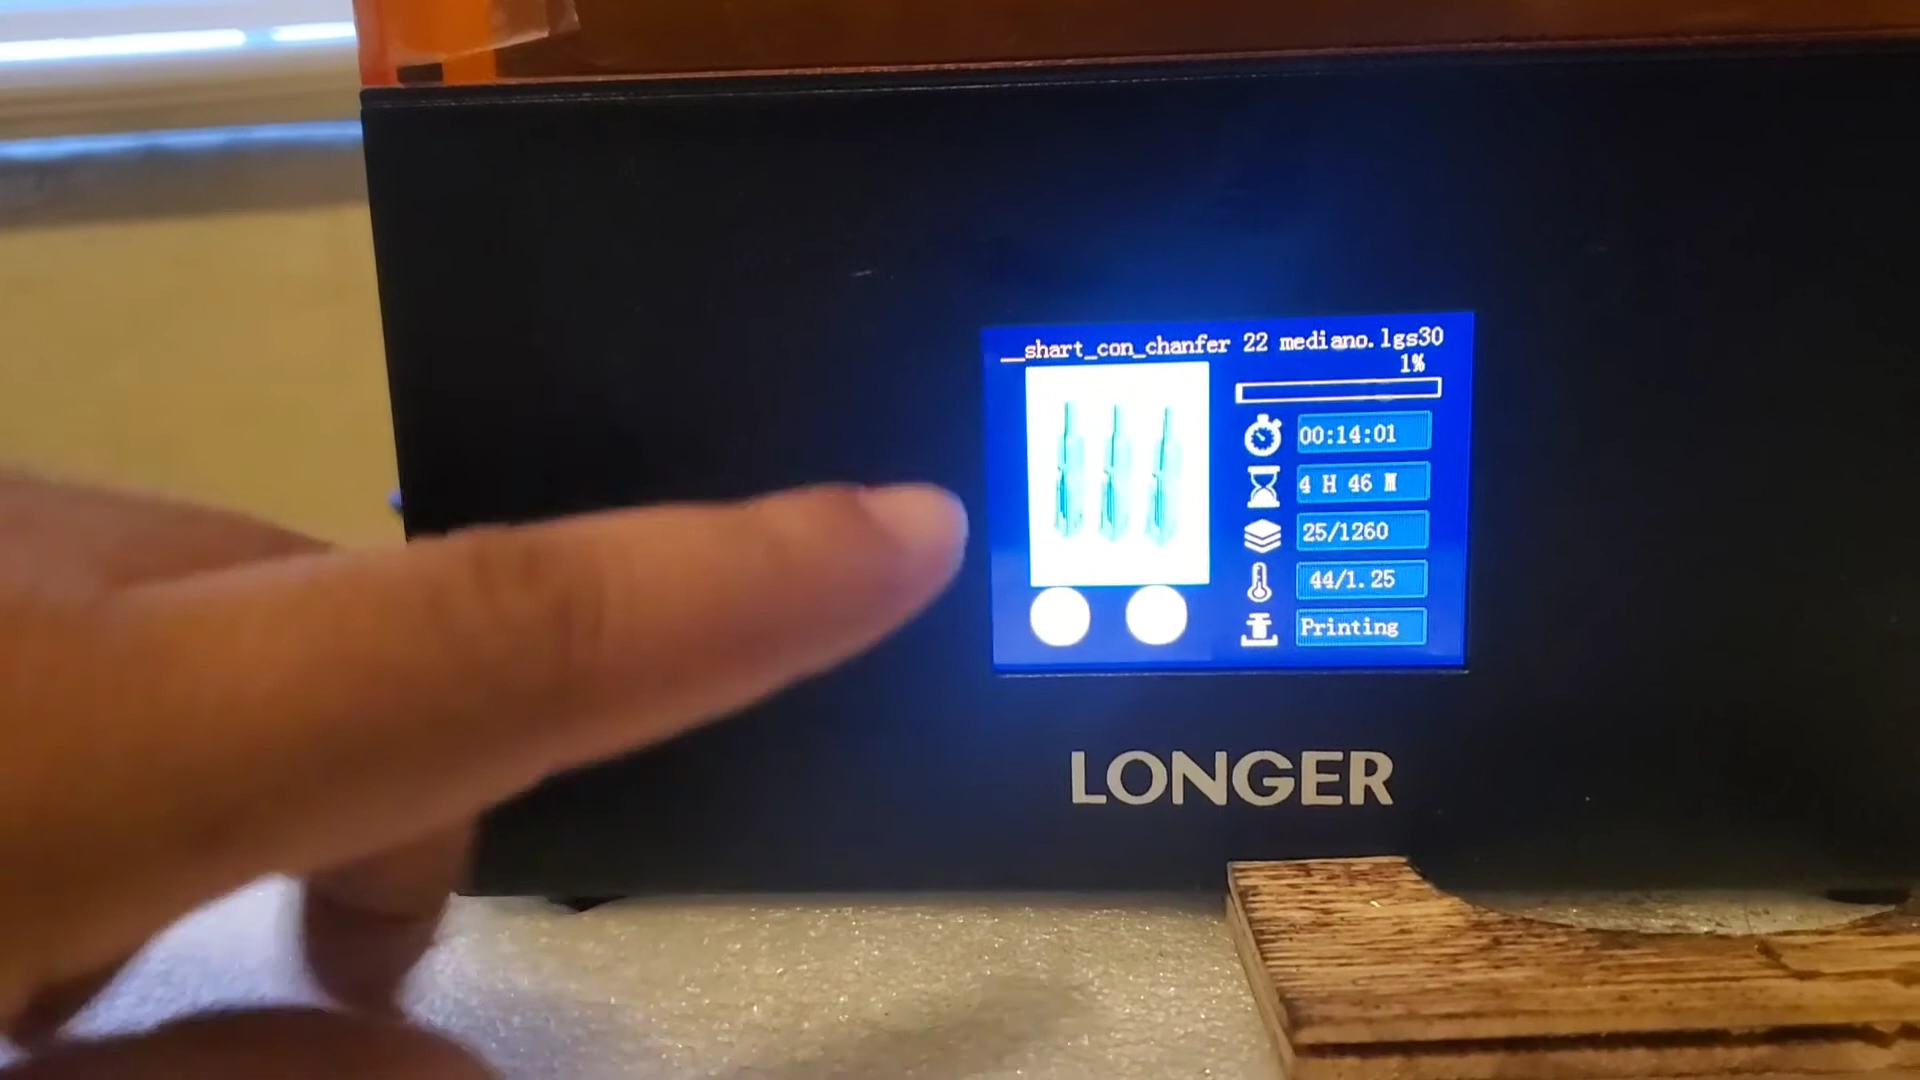 __shart_con_chanfer 22 mediano.lgs30
1%
00:14:01
4 H 46 M
25/1260
44/1.25
Printing
LONGER